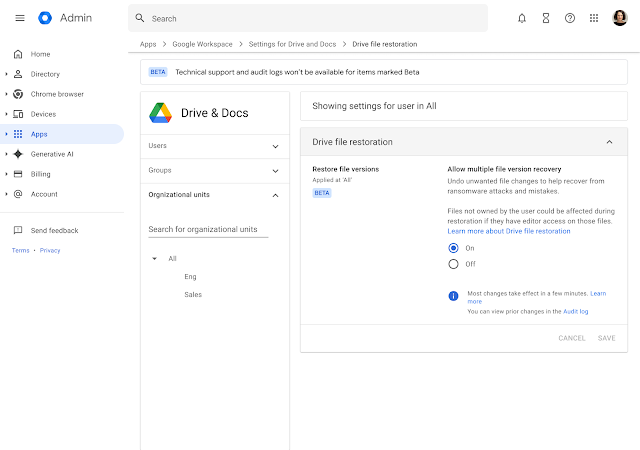 Admin
Search
Home
Directory
Chrome browser
Devices
Apps
Generative AI
Billing
Account
Send feedback
Terms • Privacy
Apps > Google Workspace > Settings for Drive and Docs > Drive file restoration
BETA Technical support and audit logs won't be available for items marked Beta
Drive & Docs
Users
Groups
Orgnizational units
Search for organizational units
All
Eng
Sales
Showing settings for user in All
Drive file restoration
Restore file versions
Applied at 'All'
BETA
Allow multiple file version recovery
Undo unwanted file changes to help recover from
ransomware attacks and mistakes.
Files not owned by the user could be affected during
restoration if they have editor access on those files.
Learn more about Drive file restoration
On
Off
Most changes take effect in a few minutes. Learn
more
You can view prior changes in the Audit log
CANCEL SAVE